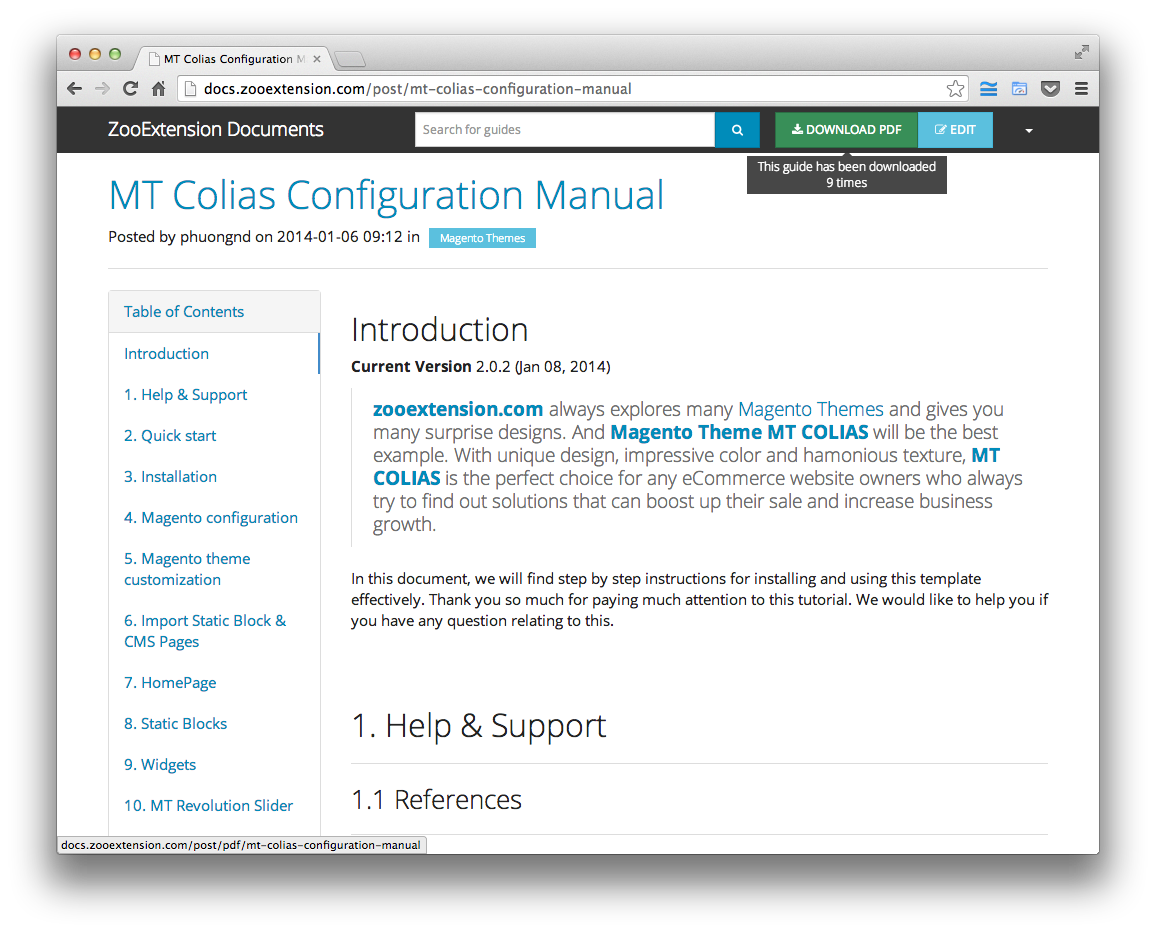 MT Colias Configuration M
docs.zooextension.com/post/mt-colias-configuration-manual
ZooExtension Documents
Search for guides
DOWNLOAD PDF
EDIT
This guide has been downloaded
9 times
MT Colias Configuration Manual
Posted by phuongnd on 2014-01-06 09:12 in Magento Themes
Table of Contents
Introduction
1. Help & Support
2. Quick start
3. Installation
4. Magento configuration
5. Magento theme
customization
6. Import Static Block &
CMS Pages
7. HomePage
8. Static Blocks
9. Widgets
10. MT Revolution Slider
Introduction
Current Version 2.0.2 (Jan 08, 2014)
zooextension.com always explores many Magento Themes and gives you
many surprise designs. And Magento Theme MT COLIAS will be the best
example. With unique design, impressive color and hamonious texture, MT
COLIAS is the perfect choice for any eCommerce website owners who always
try to find out solutions that can boost up their sale and increase business
growth.
In this document, we will find step by step instructions for installing and using this template
effectively. Thank you so much for paying much attention to this tutorial. We would like to help you if
you have any question relating to this.
1. Help & Support
1.1 References
docs.zooextension.com/post/pdf/mt-colias-configuration-manual